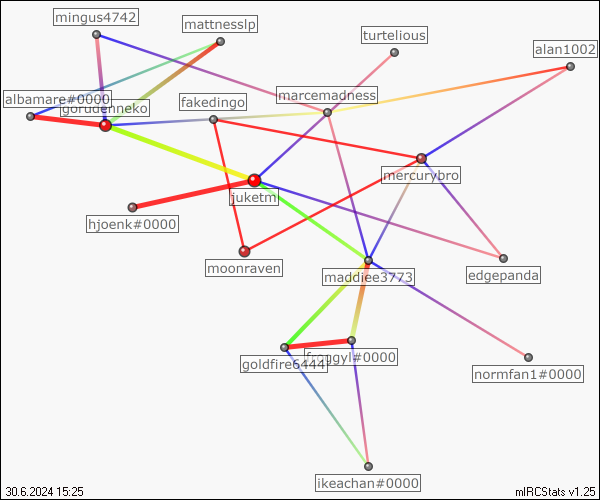 mingus4742
mattnesslp
turtelious
alan1002
albamare#0000
gorudenneko
fakedingo
marcemadness
mercurybro
juketm
hjoenk#0000
moonraven
maddiee3773
edgepanda
goldfire6444
froggyl#0000
normfan1#0000
ikeachan#0000
30.6.2024 15:25
mIRCStats v1.25